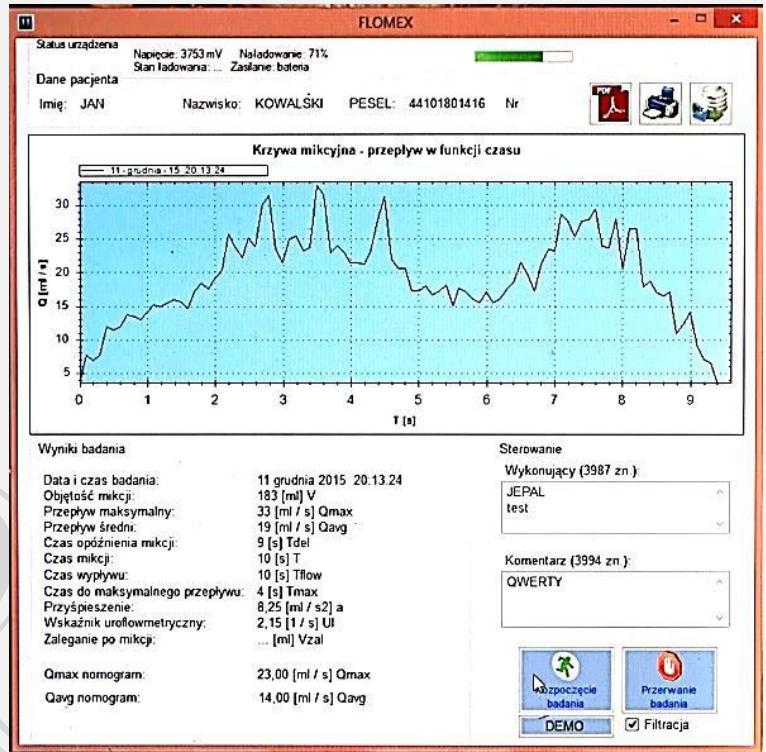 FLOMEX
Status urządzenia
Napięcie: 3753 mV Naładowanie: 71%
Stan ładowania: ... Zasilanie: bateria
Dane pacjenta
Imię: JAN Nazwisko: KOWALSKI PESEL: 44101801416 Nr
PDF
Krzywa mikcyjna - przepływ w funkcji czasu
11-grudnia-15 20:13:24
30
25
20
15
10
5
Q [ml / s]
0 1 2 3 4 5 6 7 8 9
T [s]
Wyniki badania
Data i czas badania: 11 grudnia 2015 20:13:24
Objętość mikcji: 183 [ml] V
Przepływ maksymalny: 33 [ml / s] Qmax
Przepływ średni: 19 [ml / s] Qavg
Czas opóźnienia mikcji: 9 [s] Tdel
Czas mikcji: 10 [s] T
Czas wypływu: 10 [s] Tflow
Czas do maksymalnego przepływu: 4 [s] Tmax
Przyśpieszenie: 8,25 [ml / s2] a
Wskaźnik uroflowmetryczny: 2,15 [1 / s] UI
Zaleganie po mikcji: ... [ml] Vzal
Qmax nomogram: 23,00 [ml / s] Qmax
Qavg nomogram: 14,00 [ml / s] Qavg
Sterowanie
Wykonujący (3987 zn.):
JEPAL
test
Komentarz (3994 zn.):
QWERTY
Rozpoczęcie badania
Przerwanie badania
DEMO Filtracja